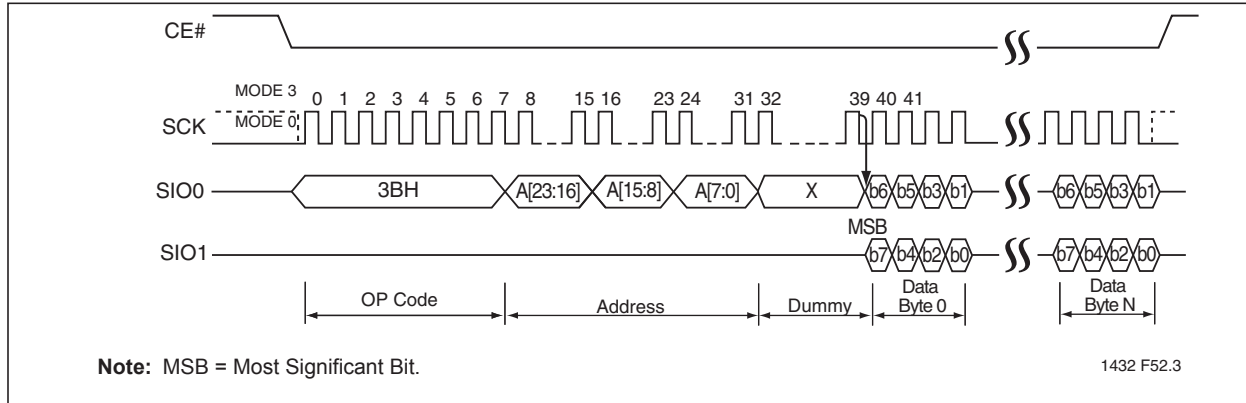 CE#
MODE 3
0 1 2 3 4 5 6 7 8 15 16 23 24 31 32 39 40 41
SCK
MODE 0
SIO0 3BH A[23:16] A[15:8] A[7:0] X b6 b5 b3 b1 b6 b5 b3 b1
MSB
SIO1 b7 b4 b2 b0 b7 b4 b2 b0
OP Code Address Dummy Data Byte 0 Data Byte N
Note: MSB = Most Significant Bit.
1432 F52.3